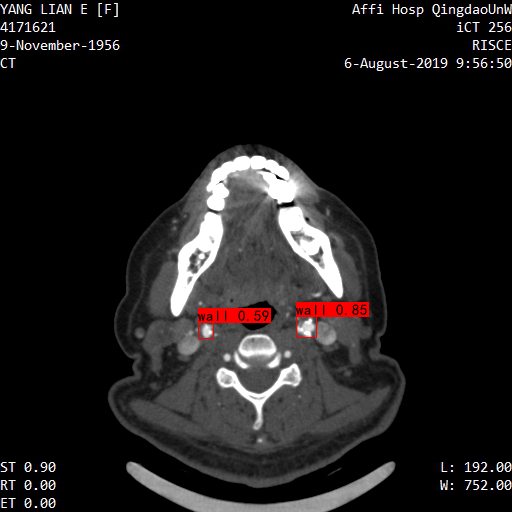 YANG LIAN E [F]
4171621
9-November-1956
CT
Affi Hosp QingdaoUnW
iCT 256
RISCE
6-August-2019 9:56:50
wall 0.59
wall 0.85
ST 0.90
RT 0.00
ET 0.00
L: 192.00
W: 752.00